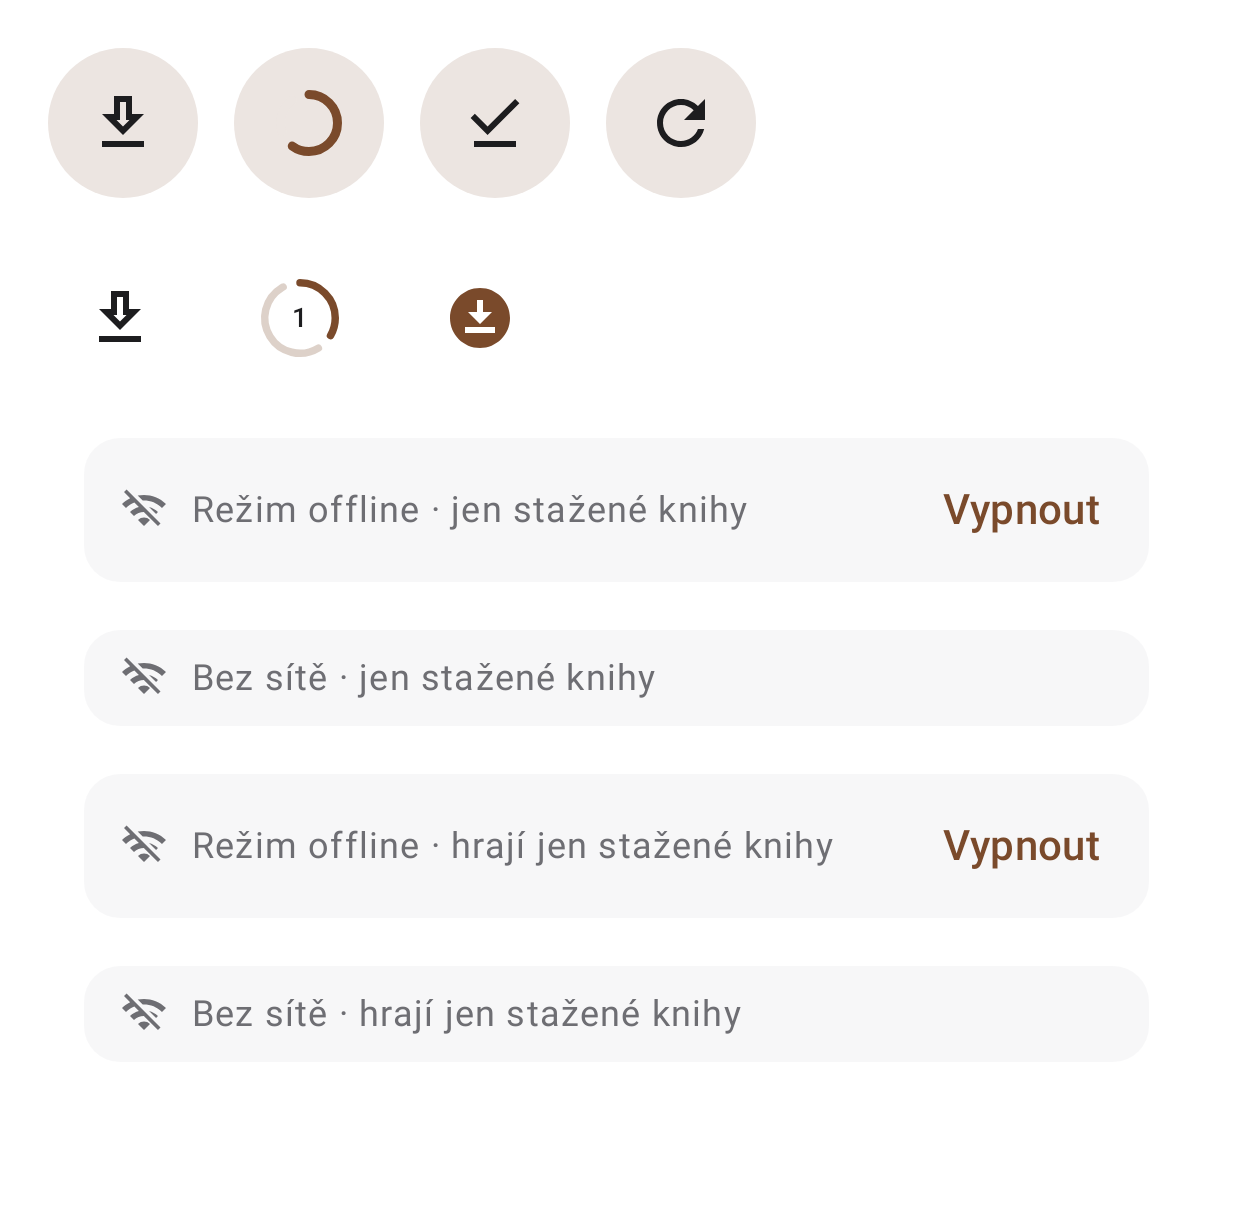 1
Režim offline · jen stažené knihy Vypnout
Bez sítě · jen stažené knihy
Režim offline · hrají jen stažené knihy Vypnout
Bez sítě · hrají jen stažené knihy